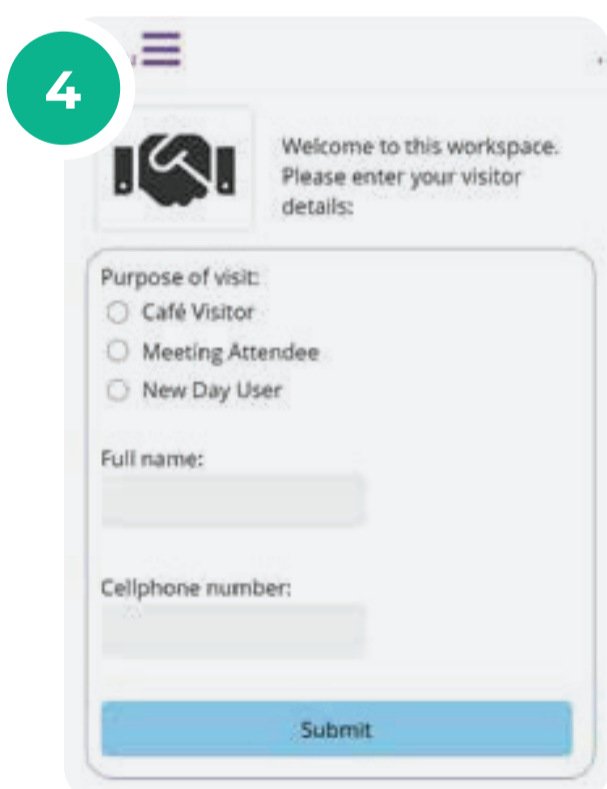 4
Welcome to this workspace.
Please enter your visitor
details:
Purpose of visit:
Café Visitor
Meeting Attendee
New Day User
Full name:
Cellphone number:
Submit